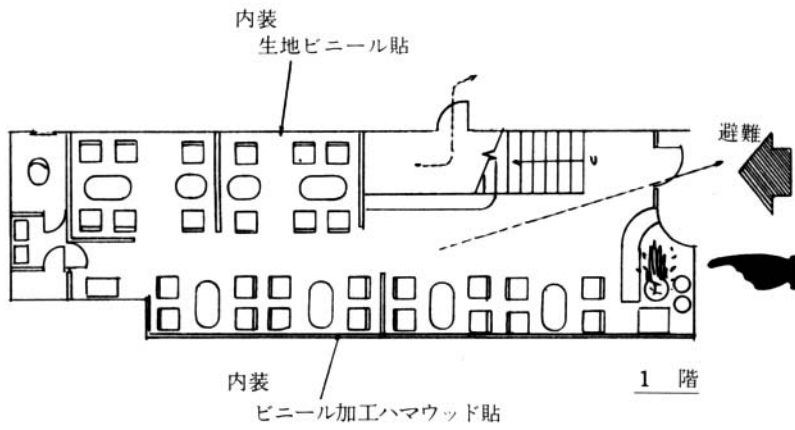 内装
生地ビニール貼
避難
内装
ビニール加工ハマウッド貼
1 階